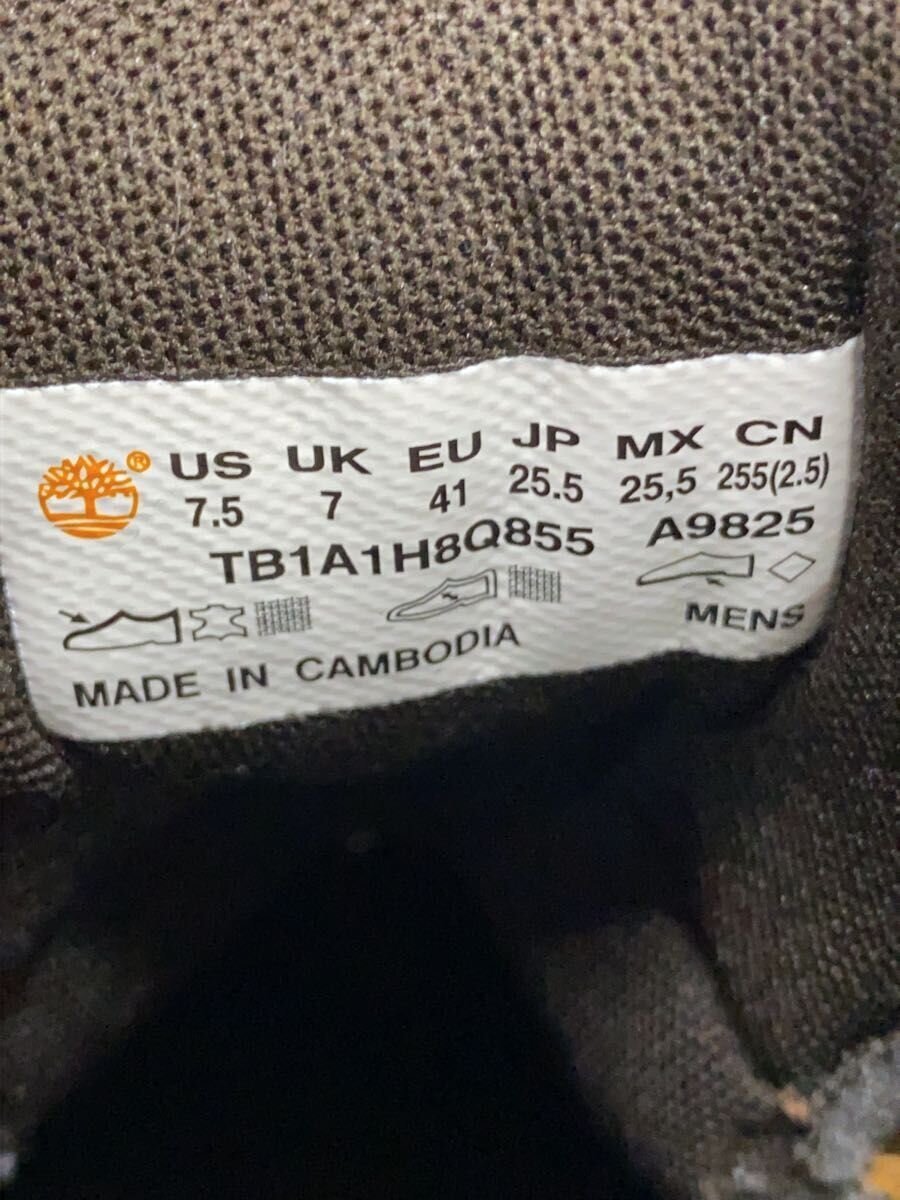 ® US UK EU JP MX CN
7.5 7 41 25.5 25,5 255(2.5)
TB1A1H8Q855 A9825
MENS
MADE IN CAMBODIA